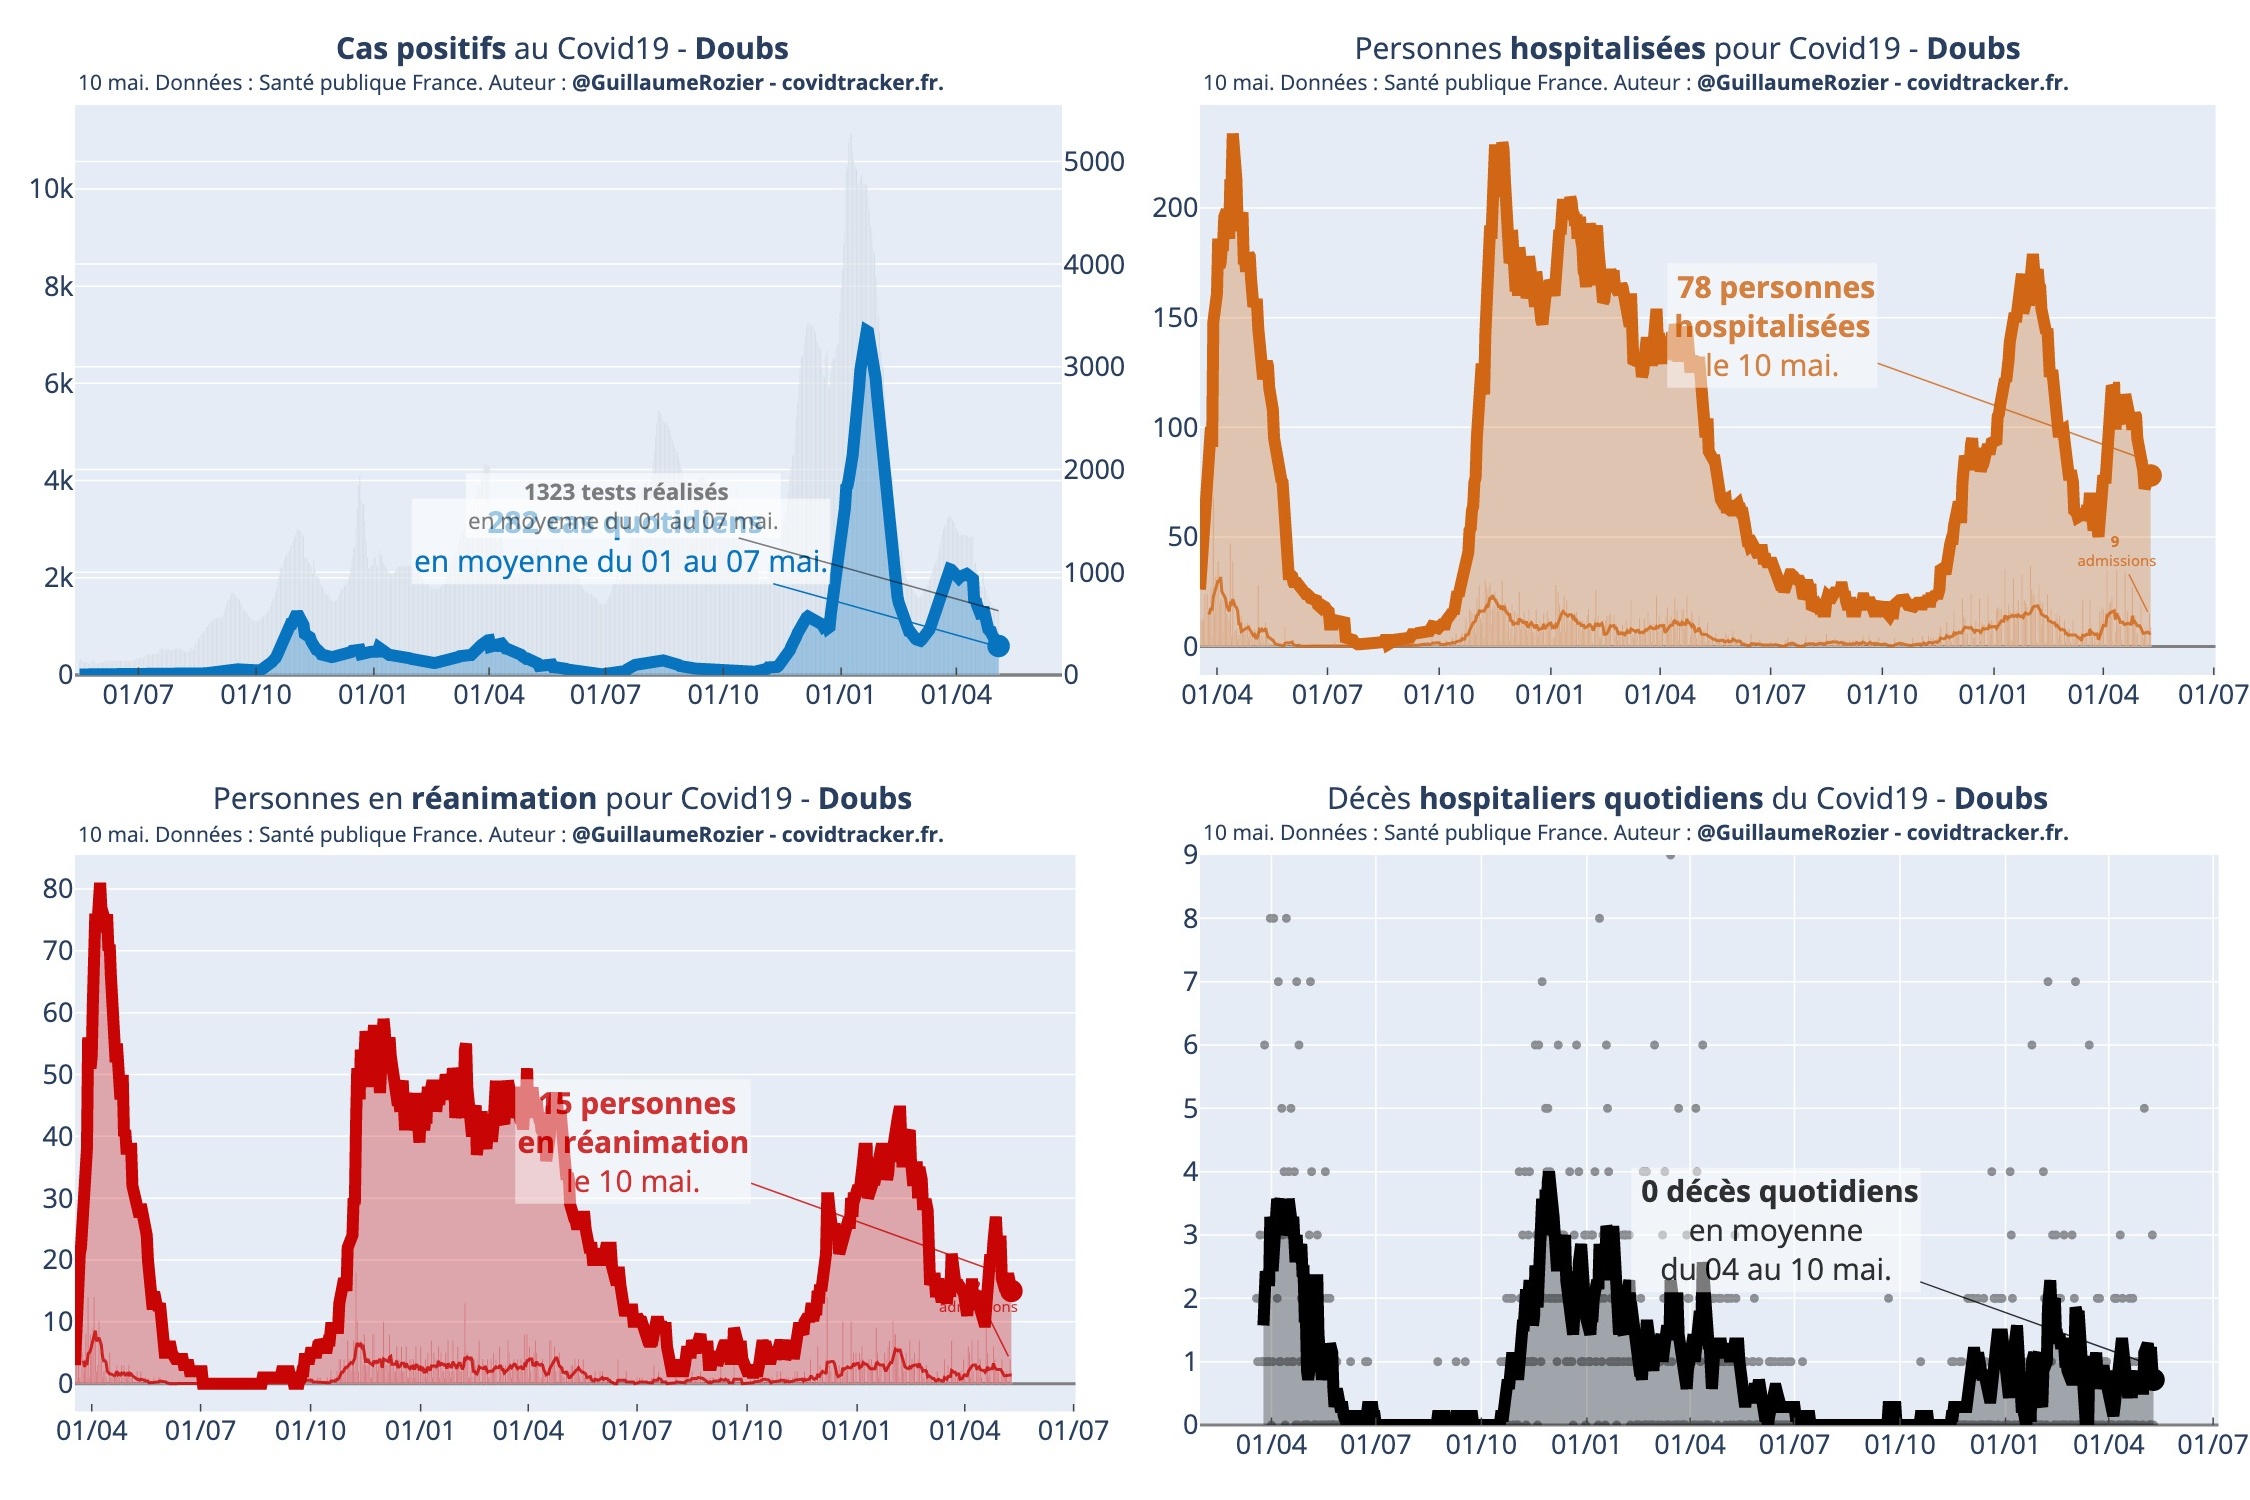 Cas positifs au Covid19 - Doubs
10 mai. Données : Santé publique France. Auteur : @GuillaumeRozier - covidtracker.fr.
10k
8k
6k
4k
2k
0
5000
4000
3000
2000
1000
0
1323 tests réalisés
en moyenne du 01 au 07 mai.
282 cas quotidiens
en moyenne du 01 au 07 mai.
01/07 01/10 01/01 01/04 01/07 01/10 01/01 01/04
Personnes hospitalisées pour Covid19 - Doubs
10 mai. Données : Santé publique France. Auteur : @GuillaumeRozier - covidtracker.fr.
200
150
100
50
0
78 personnes
hospitalisées
le 10 mai.
9
admissions
01/04 01/07 01/10 01/01 01/04 01/07 01/10 01/01 01/04 01/07
Personnes en réanimation pour Covid19 - Doubs
10 mai. Données : Santé publique France. Auteur : @GuillaumeRozier - covidtracker.fr.
80
70
60
50
40
30
20
10
0
15 personnes
en réanimation
le 10 mai.
01/04 01/07 01/10 01/01 01/04 01/07 01/10 01/01 01/04 01/07
Décès hospitaliers quotidiens du Covid19 - Doubs
10 mai. Données : Santé publique France. Auteur : @GuillaumeRozier - covidtracker.fr.
9
8
7
6
5
4
3
2
1
0
0 décès quotidiens
en moyenne
du 04 au 10 mai.
01/04 01/07 01/10 01/01 01/04 01/07 01/10 01/01 01/04 01/07